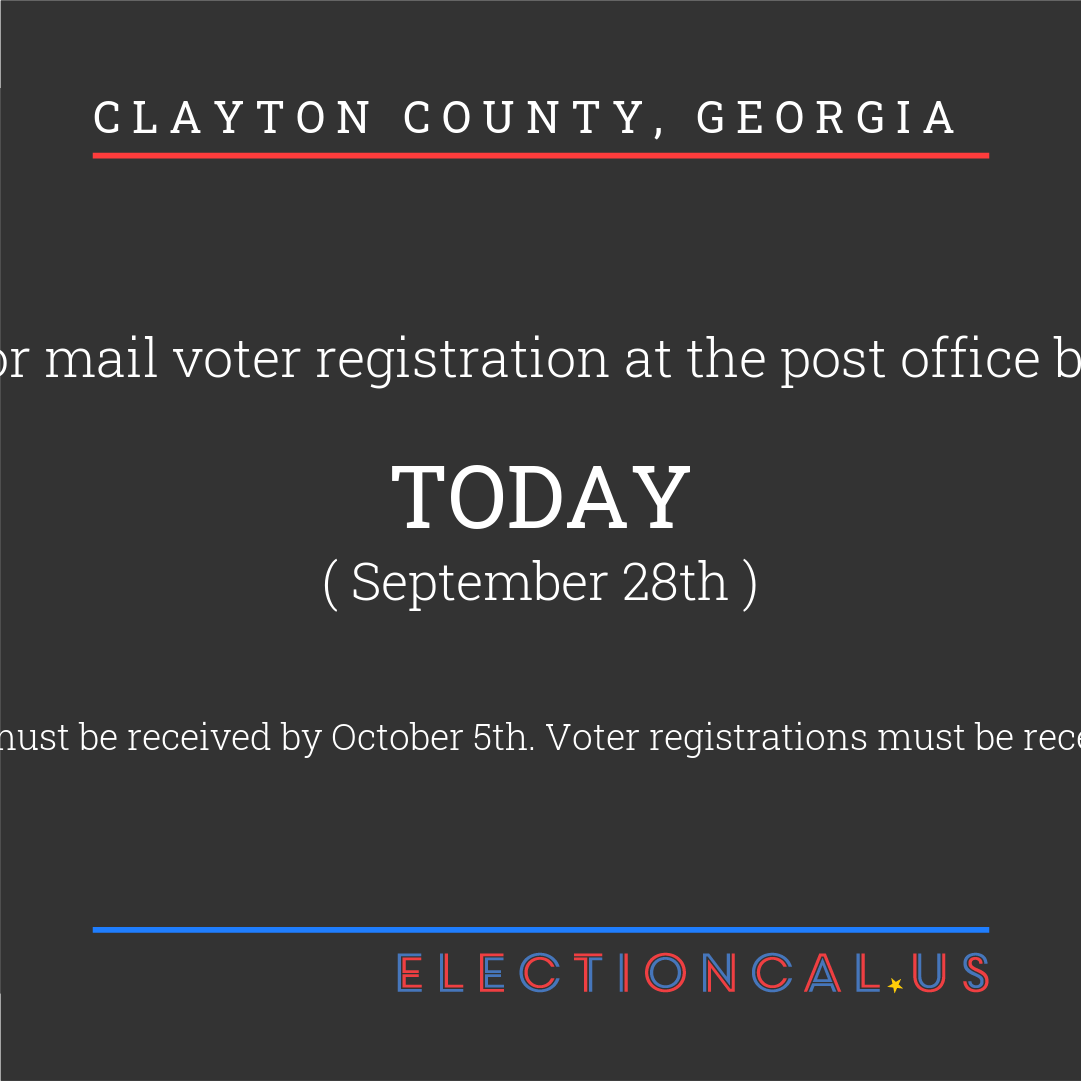 CLAYTON COUNTY, GEORGIA
or mail voter registration at the post office b
TODAY
( September 28th )
must be received by October 5th. Voter registrations must be rece
ELECTIONCAL.US